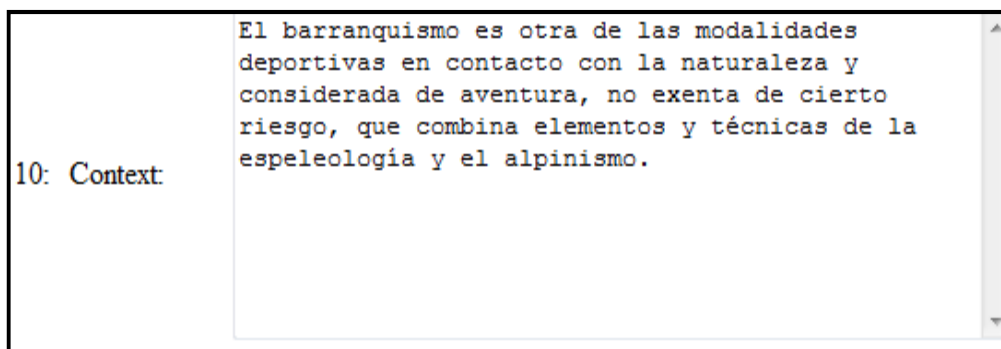 El barranquismo es otra de las modalidades
deportivas en contacto con la naturaleza y
considerada de aventura, no exenta de cierto
riesgo, que combina elementos y técnicas de la
espeleología y el alpinismo.
10: Context: